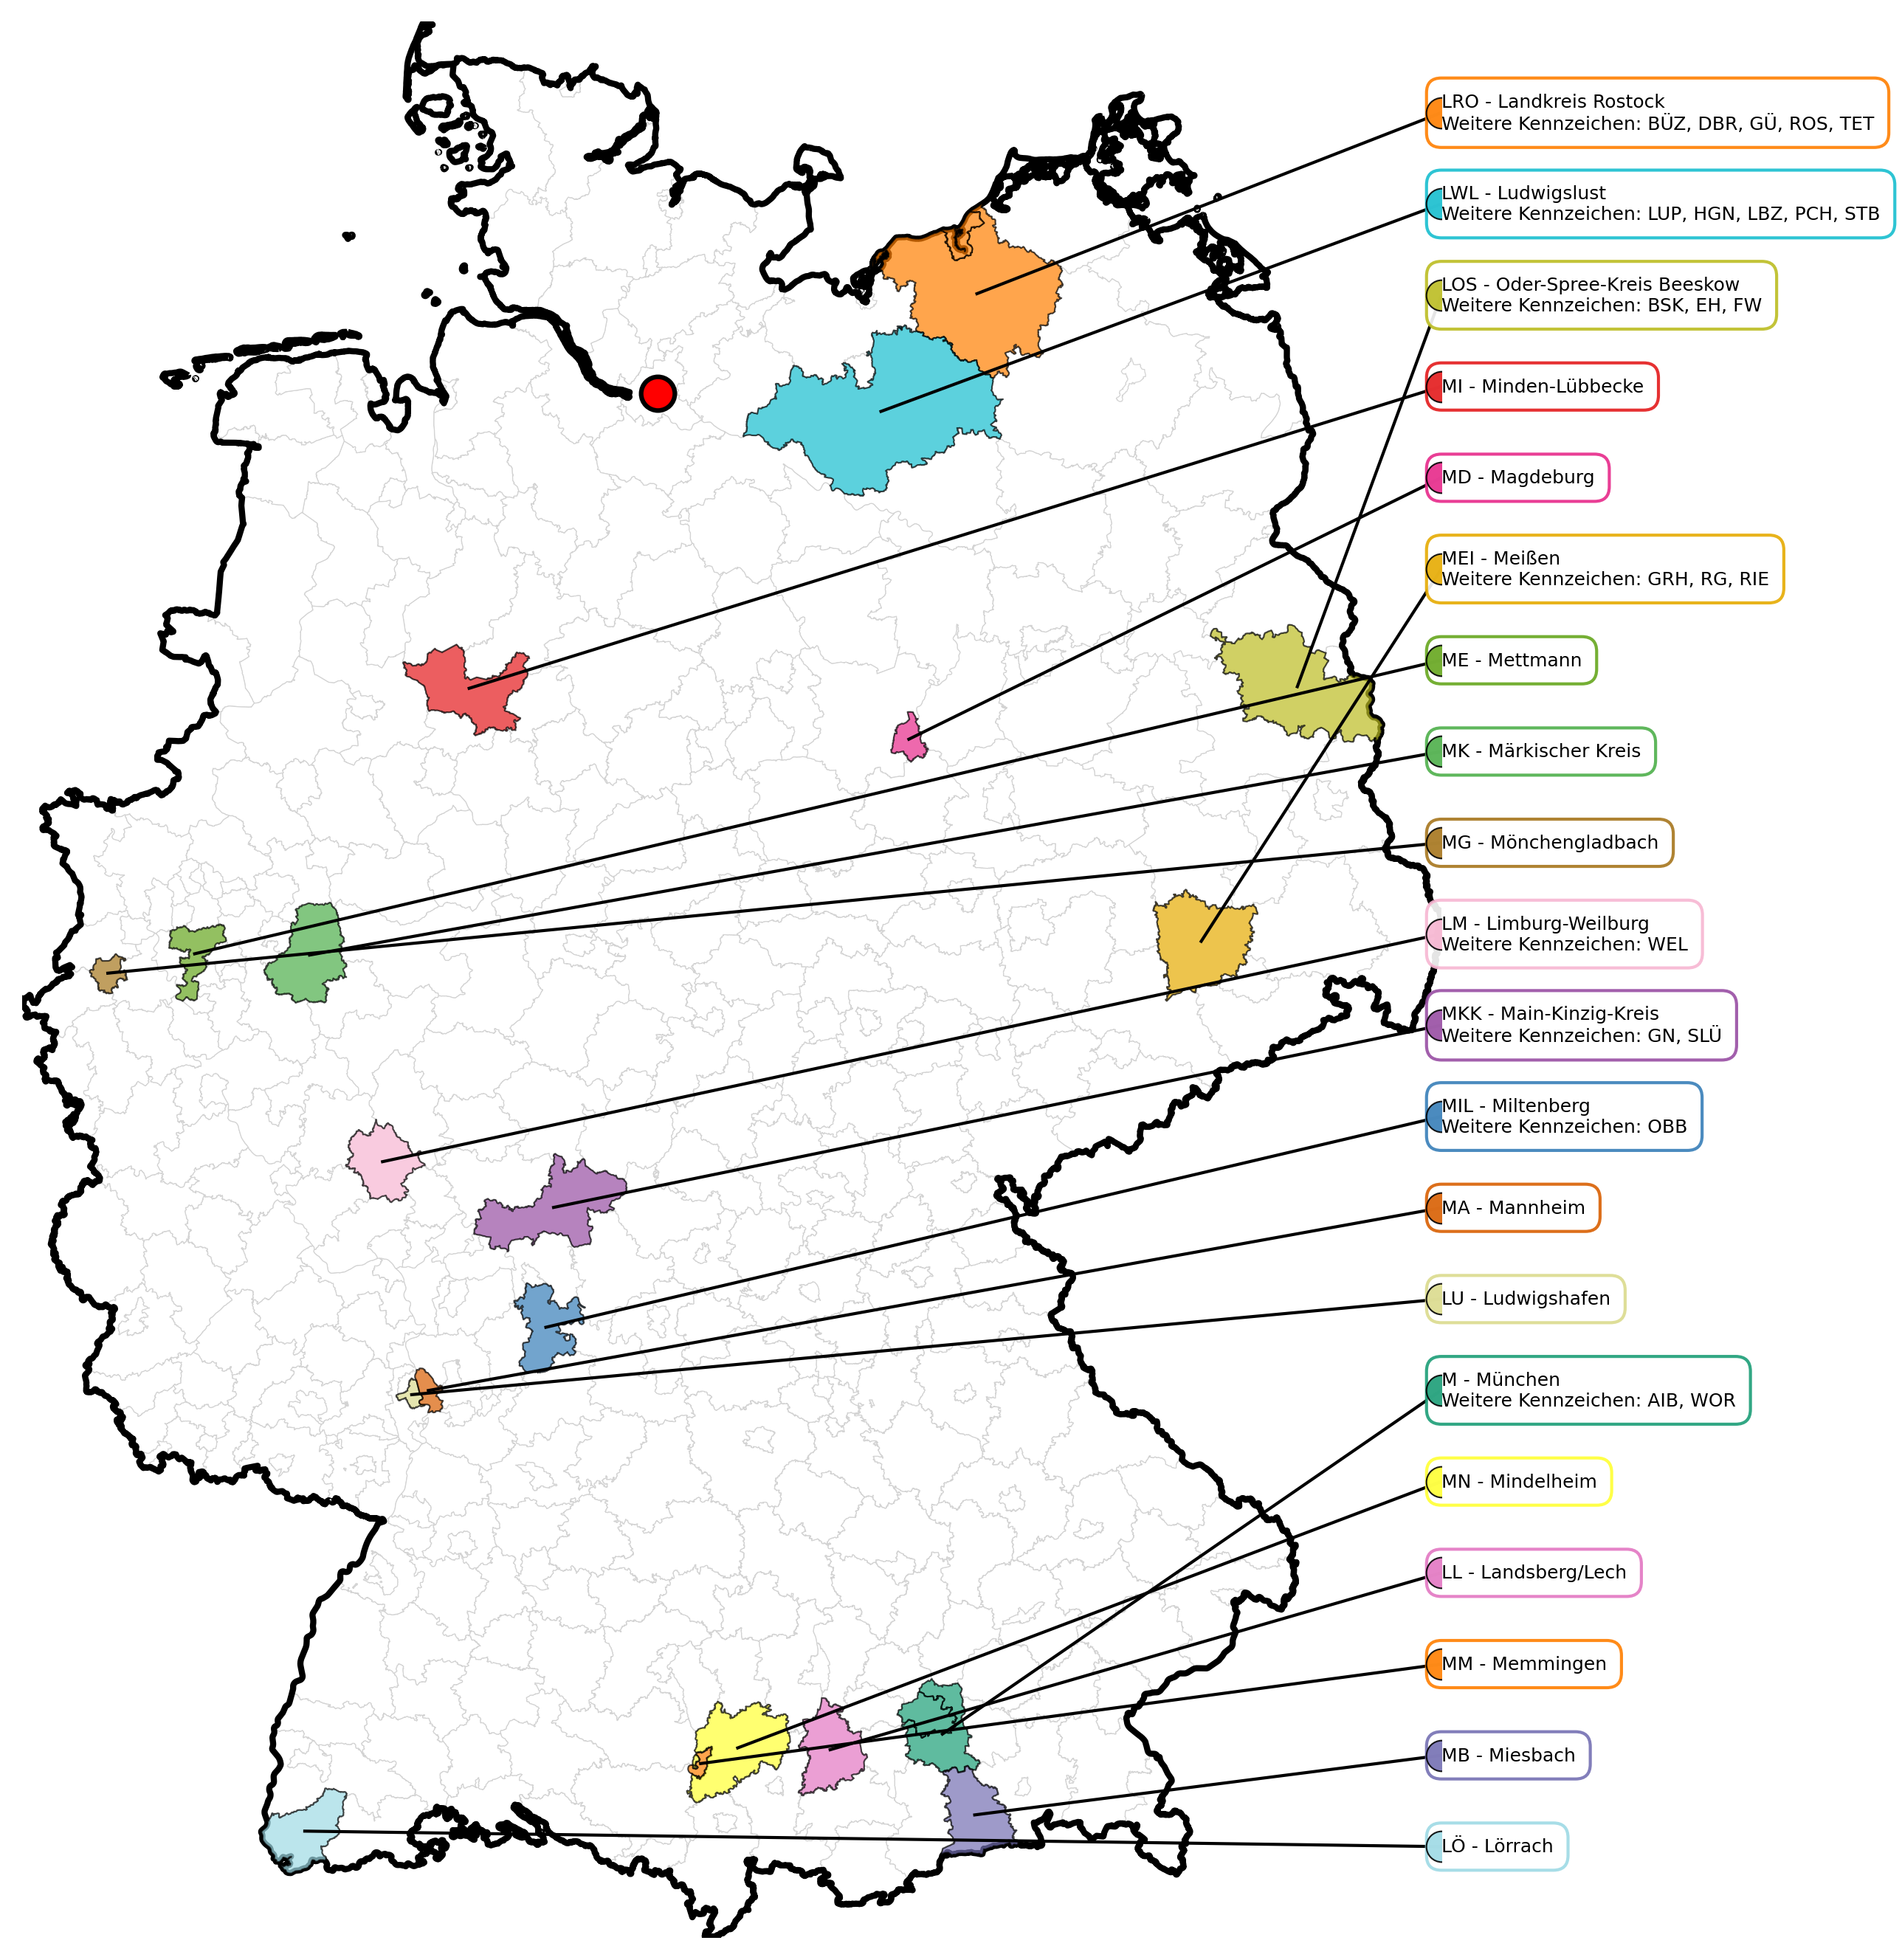 LRO - Landkreis Rostock
Weitere Kennzeichen: BÜZ, DBR, GÜ, ROS, TET
LWL - Ludwigslust
Weitere Kennzeichen: LUP, HGN, LBZ, PCH, STB
LOS - Oder-Spree-Kreis Beeskow
Weitere Kennzeichen: BSK, EH, FW
MI - Minden-Lübbecke
MD - Magdeburg
MEI - Meißen
Weitere Kennzeichen: GRH, RG, RIE
ME - Mettmann
MK - Märkischer Kreis
MG - Mönchengladbach
LM - Limburg-Weilburg
Weitere Kennzeichen: WEL
MKK - Main-Kinzig-Kreis
Weitere Kennzeichen: GN, SLÜ
MIL - Miltenberg
Weitere Kennzeichen: OBB
MA - Mannheim
LU - Ludwigshafen
M - München
Weitere Kennzeichen: AIB, WOR
MN - Mindelheim
LL - Landsberg/Lech
MM - Memmingen
MB - Miesbach
LÖ - Lörrach